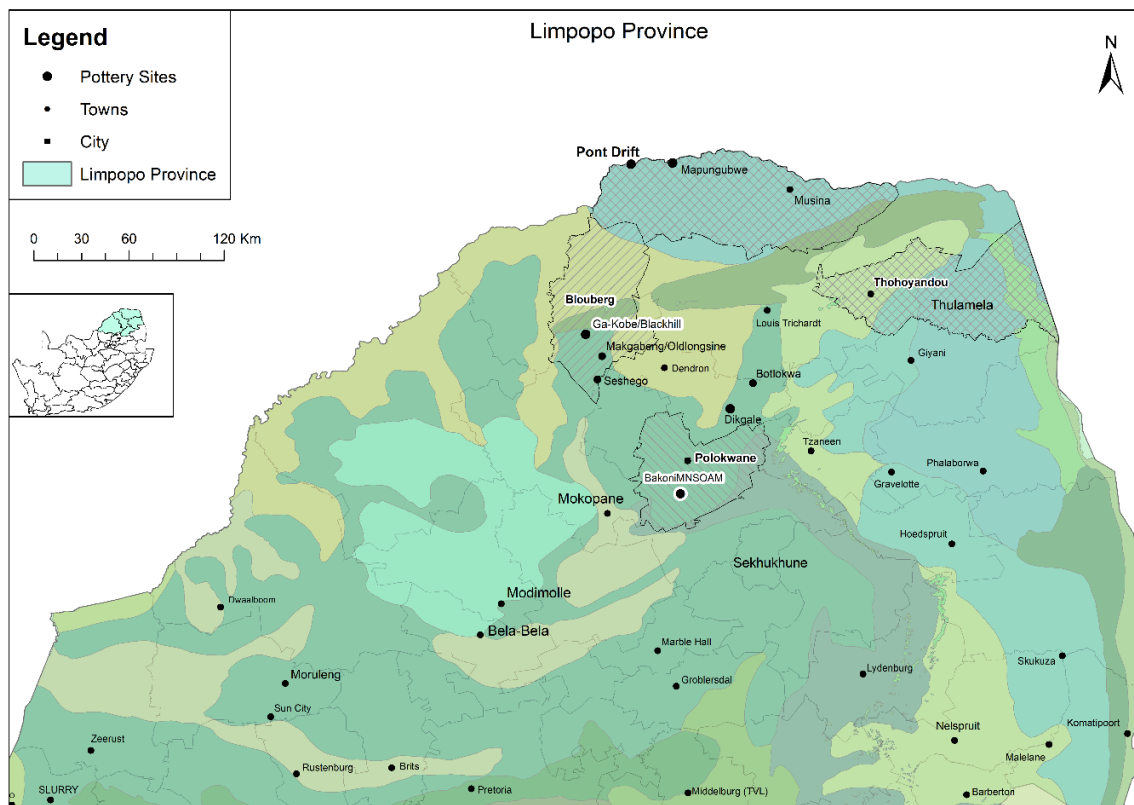 Limpopo Province
Legend
Pottery Sites
Towns
City
Limpopo Province
N
0 30 60 120 Km
Pont Drift
Mapungubwe
Musina
Blouberg
Thohoyandou
Thulamela
Ga-Kobe/Blackhill
Louis Trichardt
Makgabeng/Oldlongsine
Giyani
Dendron
Seshego
Botlokwa
Dikgale
Tzaneen
Polokwane
Phalaborwa
Gravelotte
BakoniMNSOAM
Mokopane
Hoedspruit
Sekhukhune
Modimolle
Dwaalboom
Bela-Bela
Marble Hall
Skukuza
Lydenburg
Moruleng
Groblersdal
Sun City
Nelspruit
Komatipoort
Zeerust
Malelane
Rustenburg
Brits
SLURRY
Pretoria
Middelburg (TVL)
Barberton